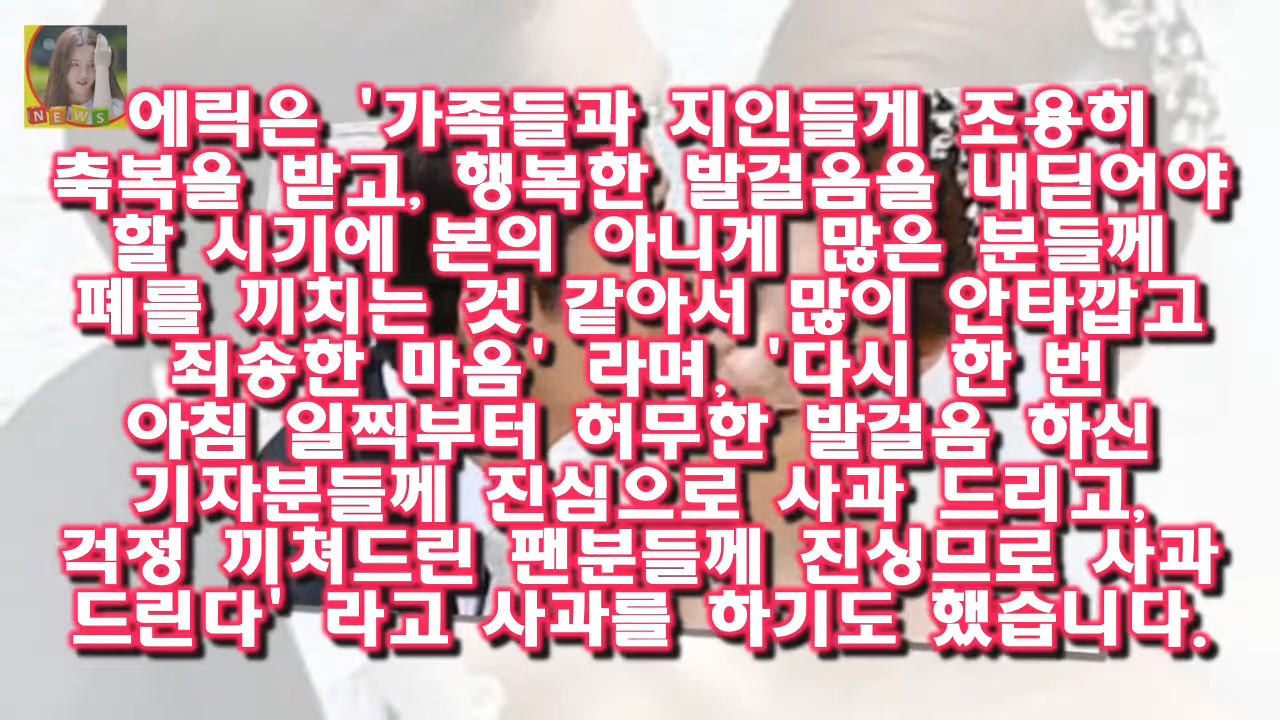 NEWS
에릭은 '가족들과 지인들게 조용히
축복을 받고, 행복한 발걸음을 내딛어야
할 시기에 본의 아니게 많은 분들께
폐를 끼치는 것 같아서 많이 안타깝고
죄송한 마음' 라며, '다시 한 번
아침 일찍부터 허무한 발걸음 하신
기자분들께 진심으로 사과 드리고,
걱정 끼쳐드린 팬분들께 진싱므로 사과
드린다' 라고 사과를 하기도 했습니다.